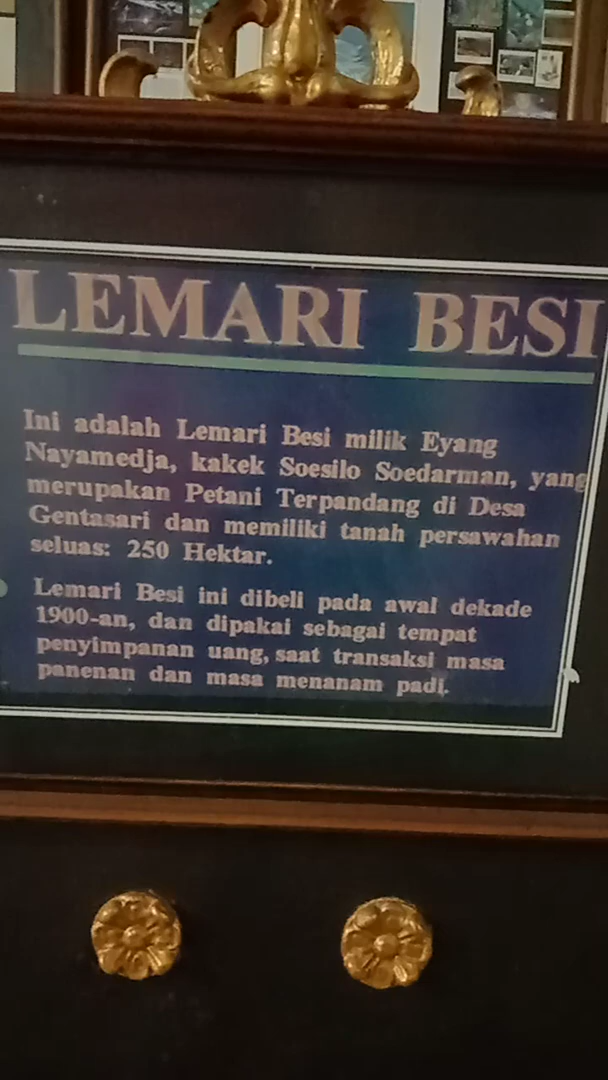 LEMARI BESI
Ini adalah Lemari Besi milik Eyang
Nayamedja, kakek Soesilo Soedarman, yang
merupakan Petani Terpandang di Desa
Gentasari dan memiliki tanah persawahan
seluas: 250 Hektar.
Lemari Besi ini dibeli pada awal dekade
1900-an, dan dipakai sebagai tempat
penyimpanan uang, saat transaksi masa
panenan dan masa menanam padi.